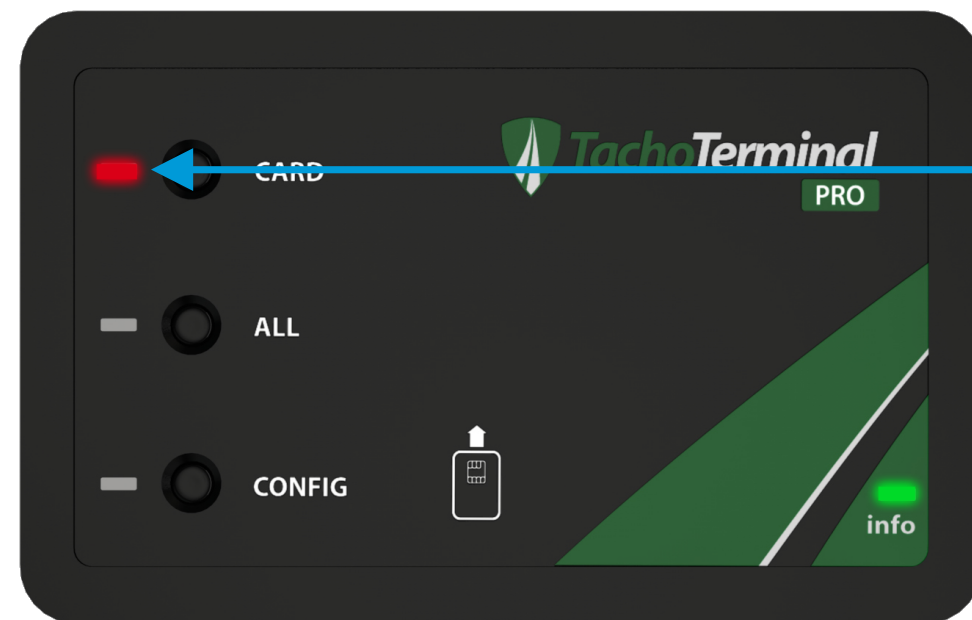 CARD
TachoTerminal
PRO
ALL
CONFIG
info